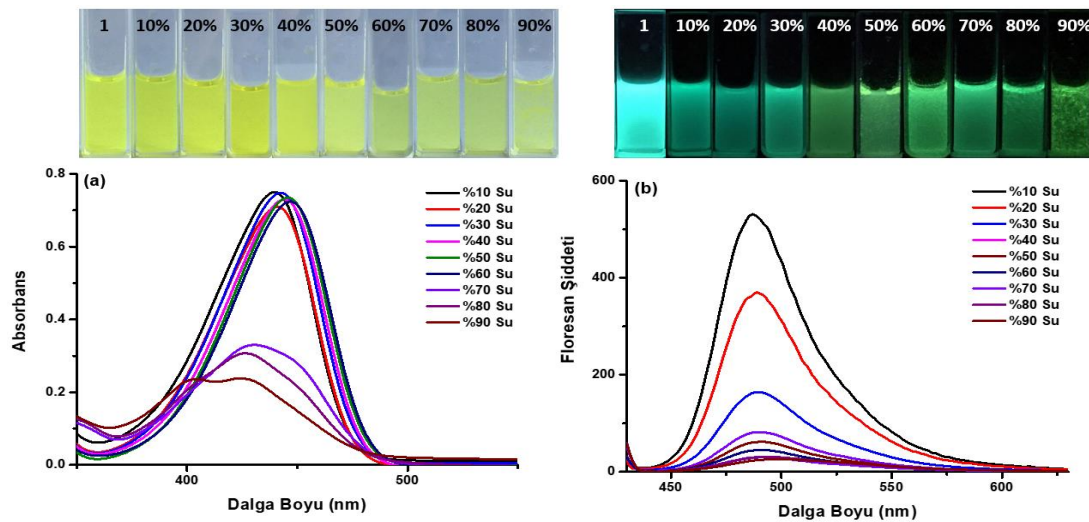 1 10% 20% 30% 40% 50% 60% 70% 80% 90%
1 10% 20% 30% 40% 50% 60% 70% 80% 90%
(a)
%10 Su
%20 Su
%30 Su
%40 Su
%50 Su
%60 Su
%70 Su
%80 Su
%90 Su
0.8
0.6
0.4
0.2
0.0
Absorbans
400 500
Dalga Boyu (nm)
(b)
%10 Su
%20 Su
%30 Su
%40 Su
%50 Su
%60 Su
%70 Su
%80 Su
%90 Su
600
400
200
0
Floresan Şiddeti
450 500 550 600
Dalga Boyu (nm)